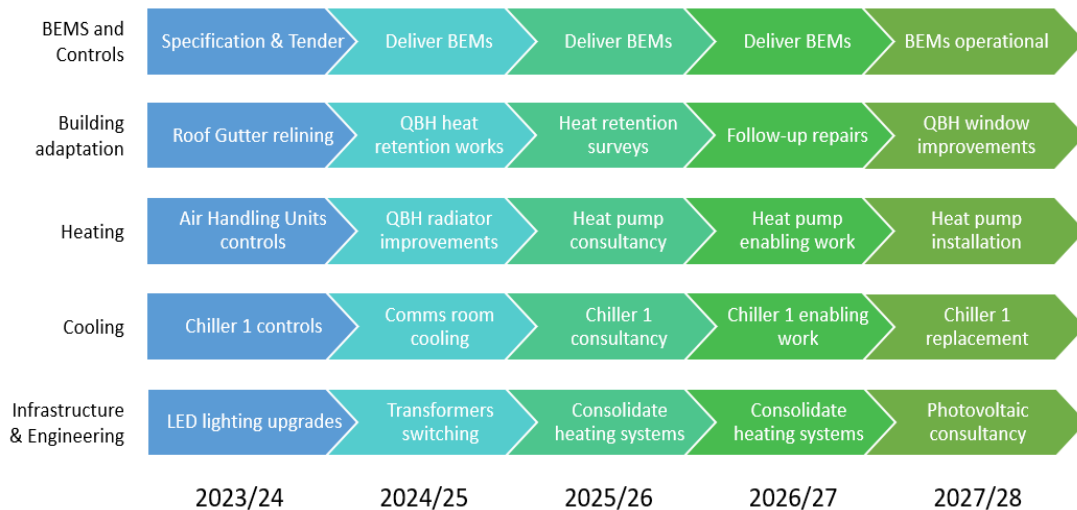 BEMS and
Controls
Specification & Tender
Deliver BEMs
Deliver BEMs
Deliver BEMs
BEMs operational
Building
adaptation
Roof Gutter relining
QBH heat
retention works
Heat retention
surveys
Follow-up repairs
QBH window
improvements
Heating
Air Handling Units
controls
QBH radiator
improvements
Heat pump
consultancy
Heat pump
enabling work
Heat pump
installation
Cooling
Chiller 1 controls
Comms room
cooling
Chiller 1
consultancy
Chiller 1 enabling
work
Chiller 1
replacement
Infrastructure
& Engineering
LED lighting upgrades
Transformers
switching
Consolidate
heating systems
Consolidate
heating systems
Photovoltaic
consultancy
2023/24
2024/25
2025/26
2026/27
2027/28